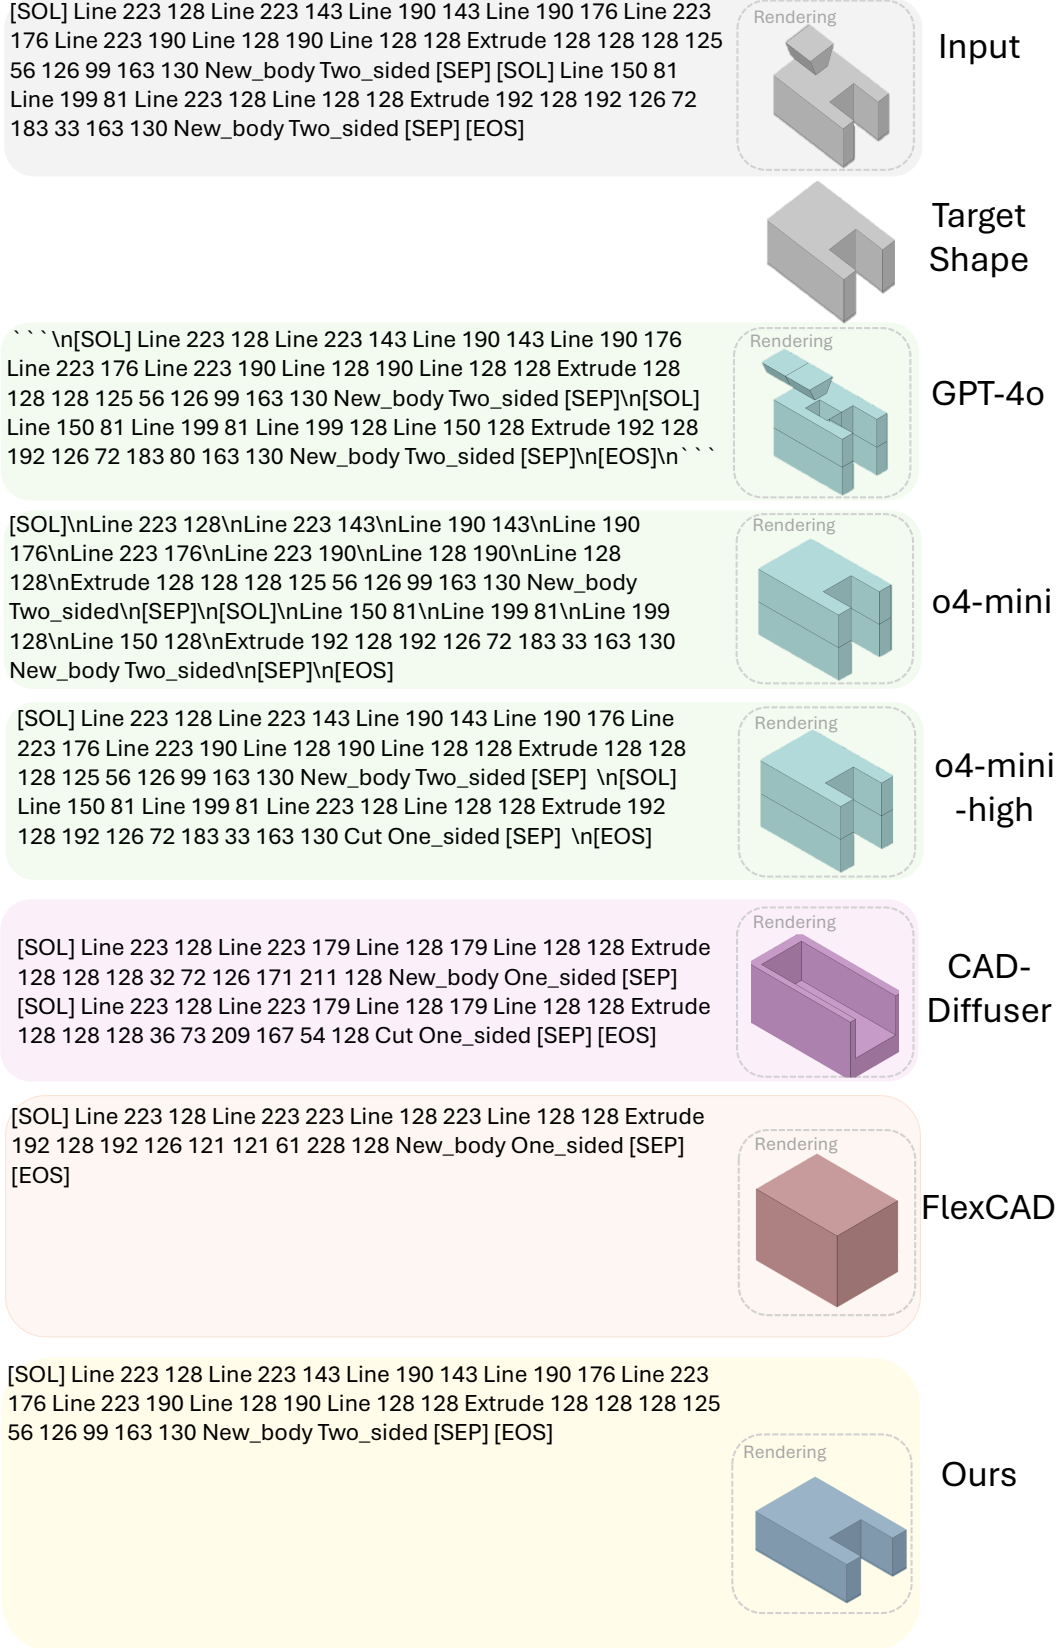 [SOL] Line 223 128 Line 223 143 Line 190 143 Line 190 176 Line 223
176 Line 223 190 Line 128 190 Line 128 128 Extrude 128 128 128 125
56 126 99 163 130 New_body Two_sided [SEP] [SOL] Line 150 81
Line 199 81 Line 223 128 Line 128 128 Extrude 192 128 192 126 72
183 33 163 130 New_body Two_sided [SEP] [EOS]
Rendering
Input
Target
Shape
```\n[SOL] Line 223 128 Line 223 143 Line 190 143 Line 190 176
Line 223 176 Line 223 190 Line 128 190 Line 128 128 Extrude 128
128 128 125 56 126 99 163 130 New_body Two_sided [SEP]\n[SOL]
Line 150 81 Line 199 81 Line 199 128 Line 150 128 Extrude 192 128
192 126 72 183 80 163 130 New_body Two_sided [SEP]\n[EOS]\n```
Rendering
GPT-4o
[SOL]\nLine 223 128\nLine 223 143\nLine 190 143\nLine 190
176\nLine 223 176\nLine 223 190\nLine 128 190\nLine 128
128\nExtrude 128 128 128 125 56 126 99 163 130 New_body
Two_sided\n[SEP]\n[SOL]\nLine 150 81\nLine 199 81\nLine 199
128\nLine 150 128\nExtrude 192 128 192 126 72 183 33 163 130
New_body Two_sided\n[SEP]\n[EOS]
Rendering
o4-mini
[SOL] Line 223 128 Line 223 143 Line 190 143 Line 190 176 Line
223 176 Line 223 190 Line 128 190 Line 128 128 Extrude 128 128
128 125 56 126 99 163 130 New_body Two_sided [SEP] \n[SOL]
Line 150 81 Line 199 81 Line 223 128 Line 128 128 Extrude 192
128 192 126 72 183 33 163 130 Cut One_sided [SEP] \n[EOS]
Rendering
o4-mini
-high
[SOL] Line 223 128 Line 223 179 Line 128 179 Line 128 128 Extrude
128 128 128 32 72 126 171 211 128 New_body One_sided [SEP]
[SOL] Line 223 128 Line 223 179 Line 128 179 Line 128 128 Extrude
128 128 128 36 73 209 167 54 128 Cut One_sided [SEP] [EOS]
Rendering
CAD-
Diffuser
[SOL] Line 223 128 Line 223 223 Line 128 223 Line 128 128 Extrude
192 128 192 126 121 121 61 228 128 New_body One_sided [SEP]
[EOS]
Rendering
FlexCAD
[SOL] Line 223 128 Line 223 143 Line 190 143 Line 190 176 Line 223
176 Line 223 190 Line 128 190 Line 128 128 Extrude 128 128 128 125
56 126 99 163 130 New_body Two_sided [SEP] [EOS]
Rendering
Ours